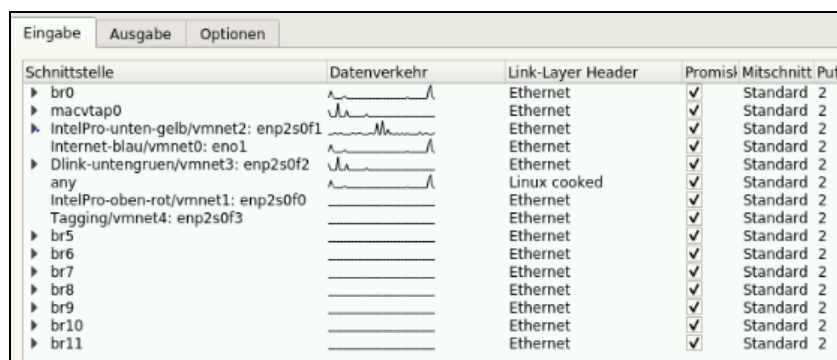 Eingabe Ausgabe Optionen
Schnittstelle Datenverkehr Link-Layer Header Promisk Mitschnitt Puf
br0 Ethernet Standard 2
macvtap0 Ethernet Standard 2
IntelPro-unten-gelb/vmnet2: enp2s0f1 Ethernet Standard 2
Internet-blau/vmnet0: eno1 Ethernet Standard 2
Dlink-untengruen/vmnet3: enp2s0f2 Ethernet Standard 2
any Linux cooked Standard 2
IntelPro-oben-rot/vmnet1: enp2s0f0 Ethernet Standard 2
Tagging/vmnet4: enp2s0f3 Ethernet Standard 2
br5 Ethernet Standard 2
br6 Ethernet Standard 2
br7 Ethernet Standard 2
br8 Ethernet Standard 2
br9 Ethernet Standard 2
br10 Ethernet Standard 2
br11 Ethernet Standard 2